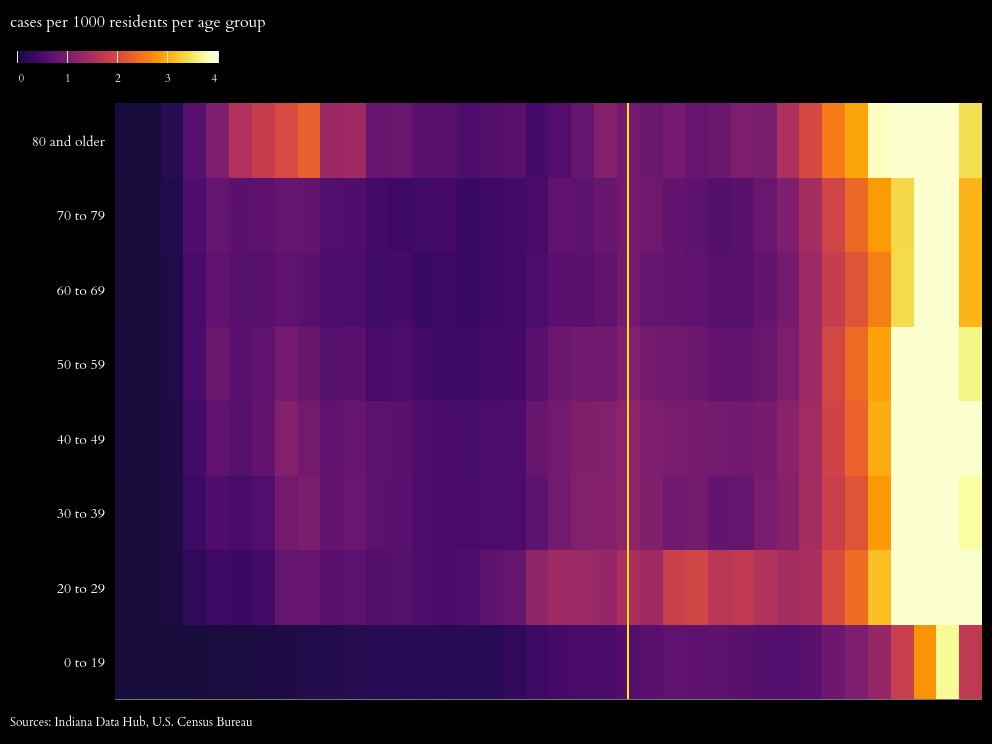 cases per 1000 residents per age group
0 1 2 3 4
80 and older
70 to 79
60 to 69
50 to 59
40 to 49
30 to 39
20 to 29
0 to 19
Sources: Indiana Data Hub, U.S. Census Bureau